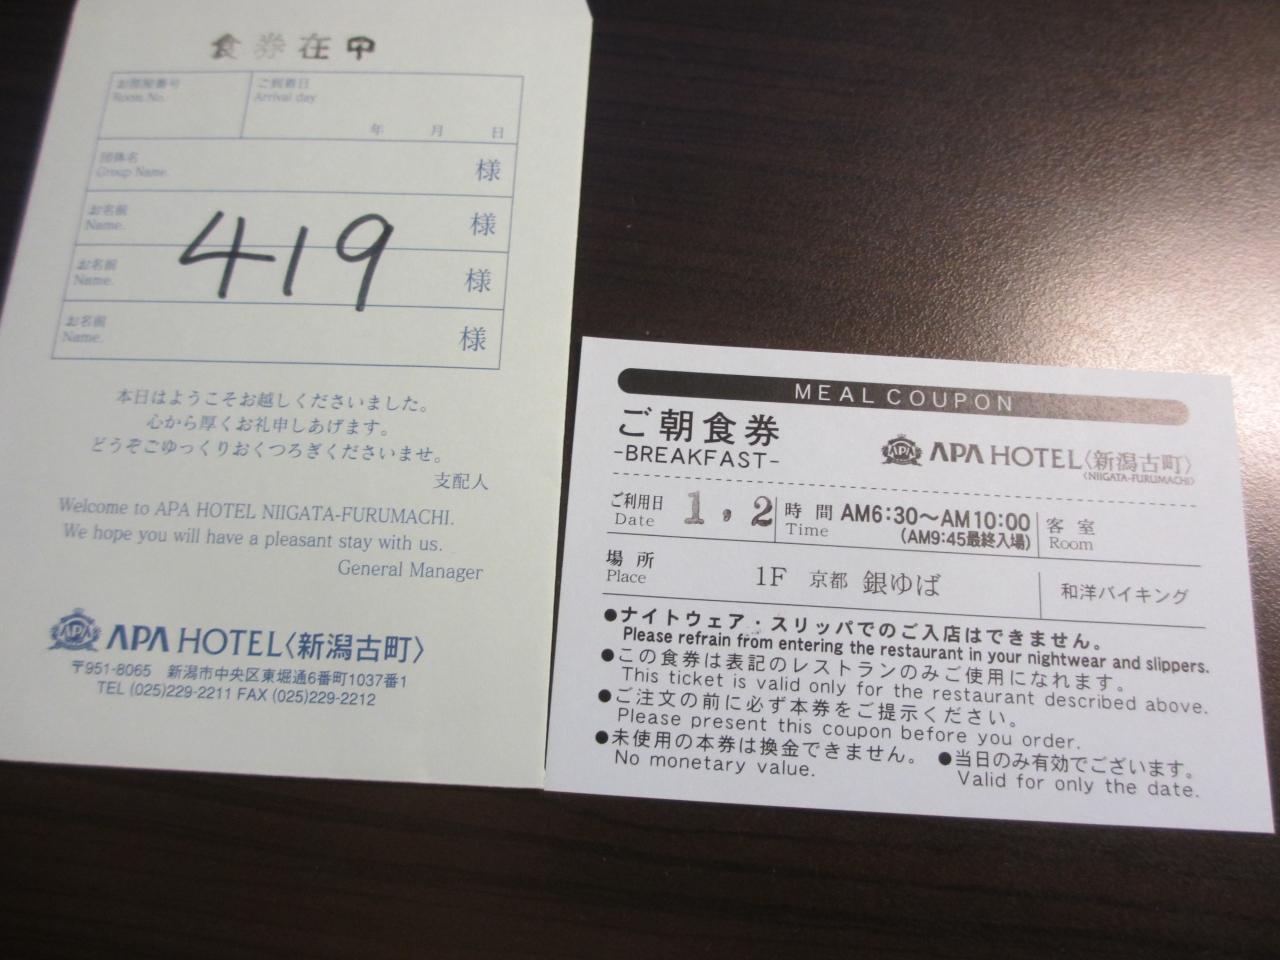 食券在中
お部屋番号
Room No.
ご到着日
Arrival day
年 月 日
団体名
Group Name.
様
お名前
Name.
様
419
お名前
Name.
様
お名前
Name.
様
本日はようこそお越しくださいました。
心から厚くお礼申しあげます。
どうぞごゆっくりおくつろぎくださいませ。
支配人
Welcome to APA HOTEL NIIGATA-FURUMACHI.
We hope you will have a pleasant stay with us.
General Manager
APA HOTEL〈新潟古町〉
〒951-8065 新潟市中央区東堀通6番町1037番1
TEL (025)229-2211 FAX (025)229-2212
MEAL COUPON
ご朝食券
-BREAKFAST-
APA HOTEL〈新潟古町〉
〈NIIGATA-FURUMACHI〉
ご利用日
Date
1,2
時間
Time
AM6:30〜AM10:00
(AM9:45最終入場)
客室
Room
場所
Place
1F 京都 銀ゆば
和洋バイキング
●ナイトウェア・スリッパでのご入店はできません。
Please refrain from entering the restaurant in your nightwear and slippers.
●この食券は表記のレストランのみご使用になれます。
This ticket is valid only for the restaurant described above.
●ご注文の前に必ず本券をご提示ください。
Please present this coupon before you order.
●未使用の本券は換金できません。 ●当日のみ有効でございます。
No monetary value. Valid for only the date.